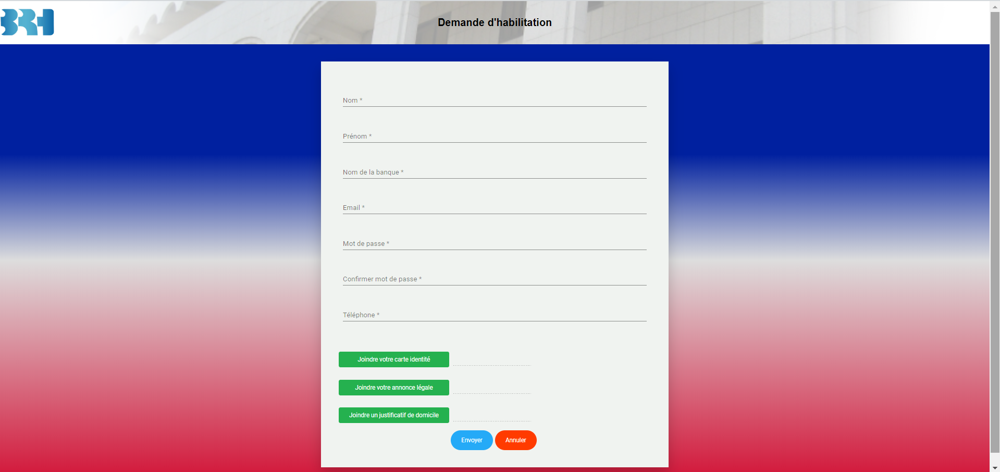 BRH
Demande d'habilitation
Nom *
Prénom *
Nom de la banque *
Email *
Mot de passe *
Confirmer mot de passe *
Téléphone *
Joindre votre carte identité
Joindre votre annonce légale
Joindre un justificatif de domicile
Envoyer Annuler